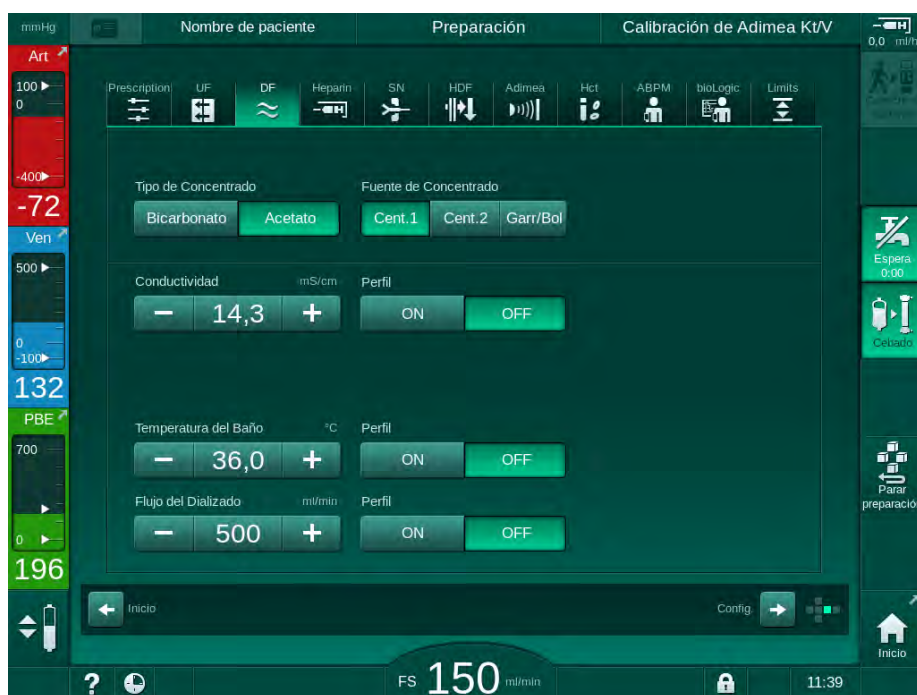 mmHg
Nombre de paciente
Preparación
Calibración de Adimea Kt/V
0,0 ml/h
Art
100
0
-400
-72
Ven
500
0
-100
132
PBE
700
0
196
Prescription
UF
DF
Heparin
SN
HDF
Adimea
Hct
ABPM
bioLogic
Limits
Tipo de Concentrado
Fuente de Concentrado
Bicarbonato
Acetato
Cent.1
Cent.2
Garr/Bol
Conductividad
mS/cm
Perfil
− 14,3 +
ON
OFF
Temperatura del Baño
°C
Perfil
− 36,0 +
ON
OFF
Flujo del Dializado
ml/min
Perfil
− 500 +
ON
OFF
Inicio
Config.
Espera
0:00
Cebado
Parar
preparación
Inicio
?
FS 150 ml/min
11:39